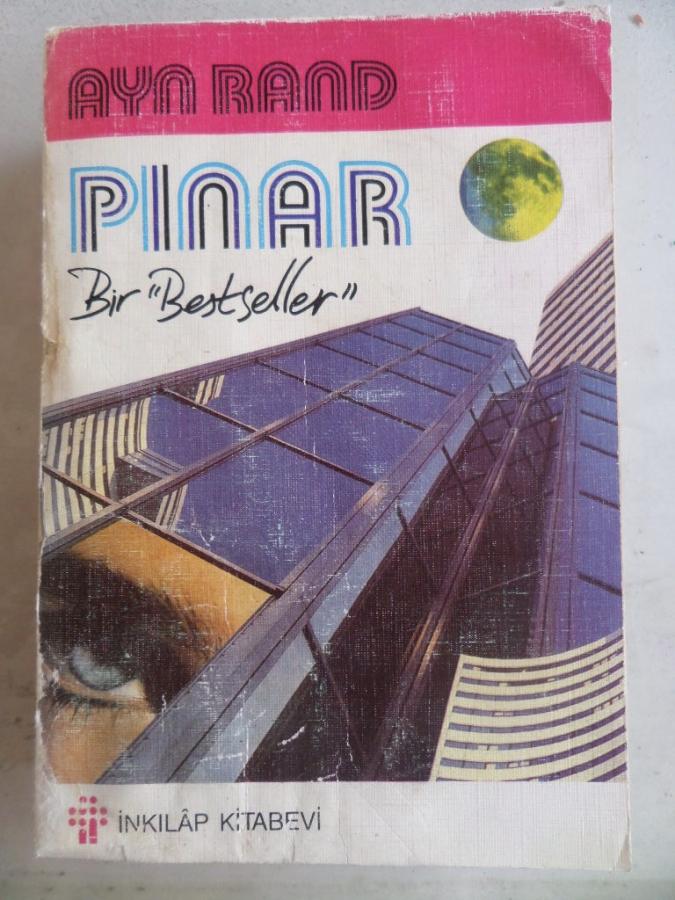 AYN RAND
PINAR
Bir "Bestseller"
İNKILÂP KİTABEVİ